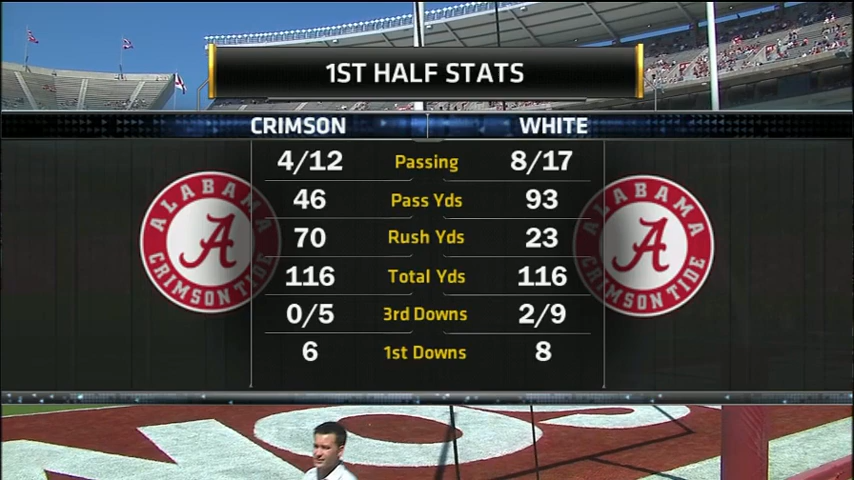 1ST HALF STATS
CRIMSON WHITE
4/12 Passing 8/17
46 Pass Yds 93
70 Rush Yds 23
116 Total Yds 116
0/5 3rd Downs 2/9
6 1st Downs 8
ALABAMA
A
CRIMSON TIDE
ALABAMA
A
CRIMSON TIDE